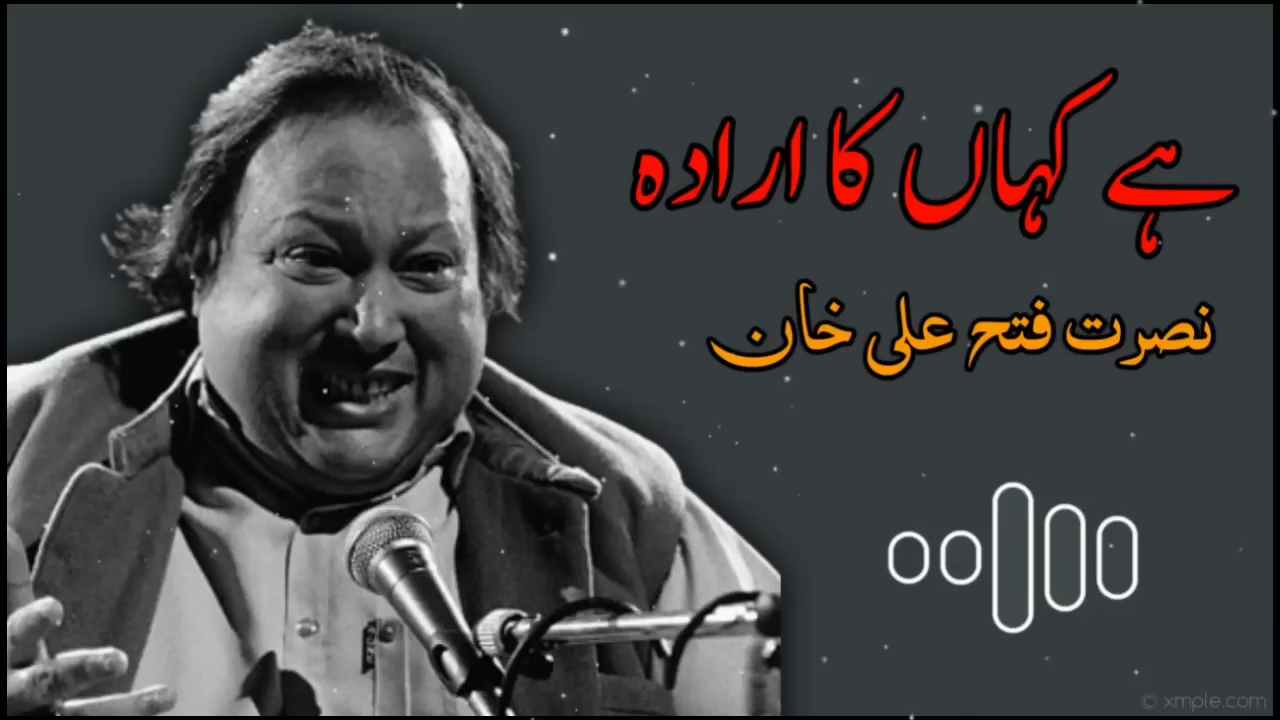 ہے کہاں کا ارادہ
نصرت فتح علی خان
© xmple.com